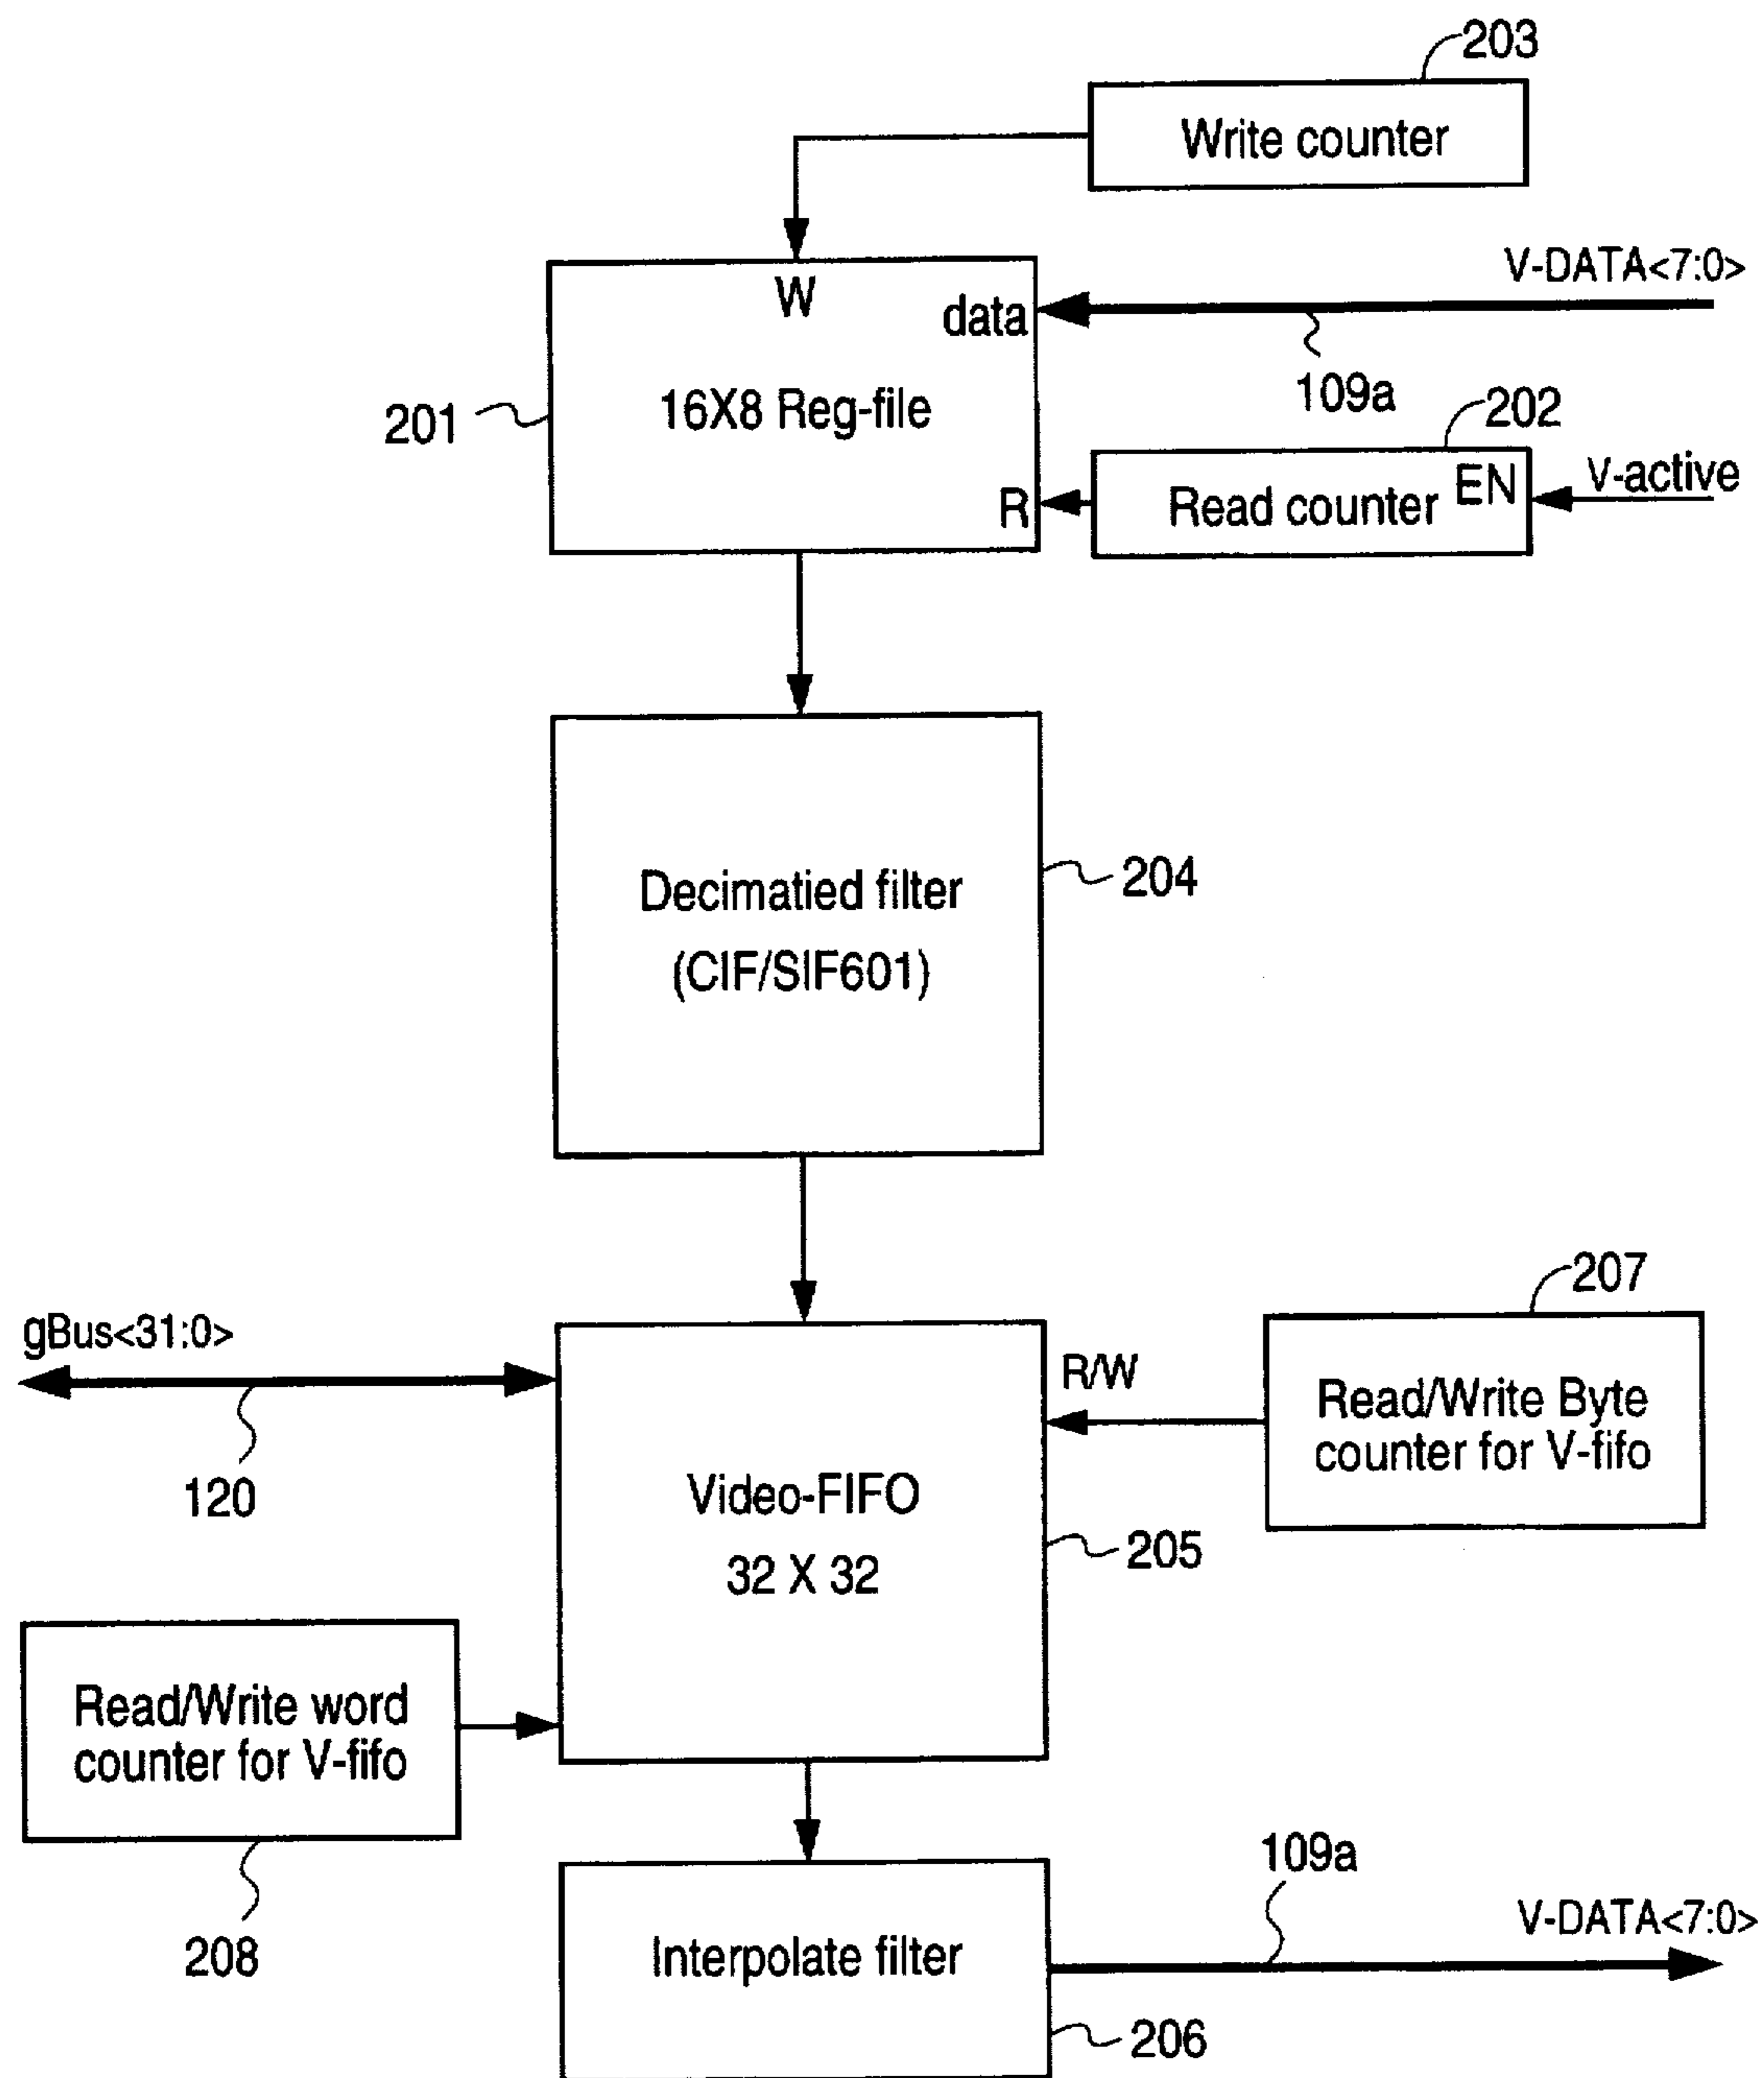 203
Write counter
V-DATA<7:0>
W
data
109a
16X8 Reg-file
201
202
EN
V-active
Read counter
R
Decimatied filter
(CIF/SIF601)
204
207
gBus<31:0>
R/W
Read/Write Byte
counter for V-fifo
120
Video-FIFO
32 X 32
205
Read/Write word
counter for V-fifo
208
109a
V-DATA<7:0>
Interpolate filter
206